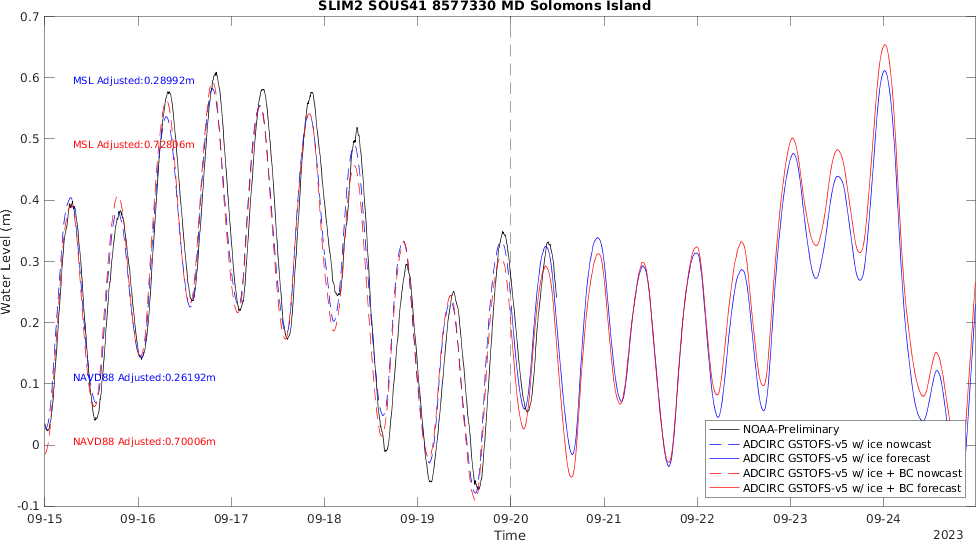 SLIM2 SOUS41 8577330 MD Solomons Island
0.7
0.6
0.5
0.4
0.3
0.2
0.1
0
-0.1
Water Level (m)
MSL Adjusted:0.28992m
MSL Adjusted:0.72806m
NAVD88 Adjusted:0.26192m
NAVD88 Adjusted:0.70006m
NOAA-Preliminary
ADCIRC GSTOFS-v5 w/ ice nowcast
ADCIRC GSTOFS-v5 w/ ice forecast
ADCIRC GSTOFS-v5 w/ ice + BC nowcast
ADCIRC GSTOFS-v5 w/ ice + BC forecast
09-15 09-16 09-17 09-18 09-19 09-20 09-21 09-22 09-23 09-24
Time
2023